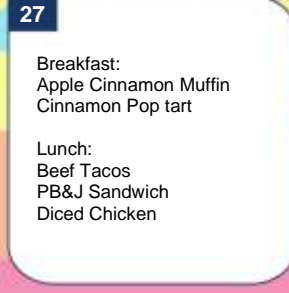 27
Breakfast:
Apple Cinnamon Muffin
Cinnamon Pop tart
Lunch:
Beef Tacos
PB&J Sandwich
Diced Chicken